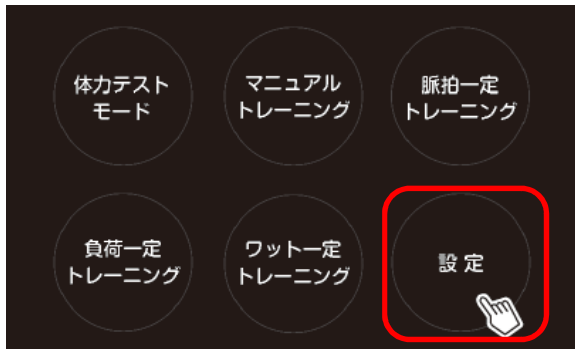 体力テスト
モード
マニュアル
トレーニング
脈拍一定
トレーニング
負荷一定
トレーニング
ワット一定
トレーニング
設 定